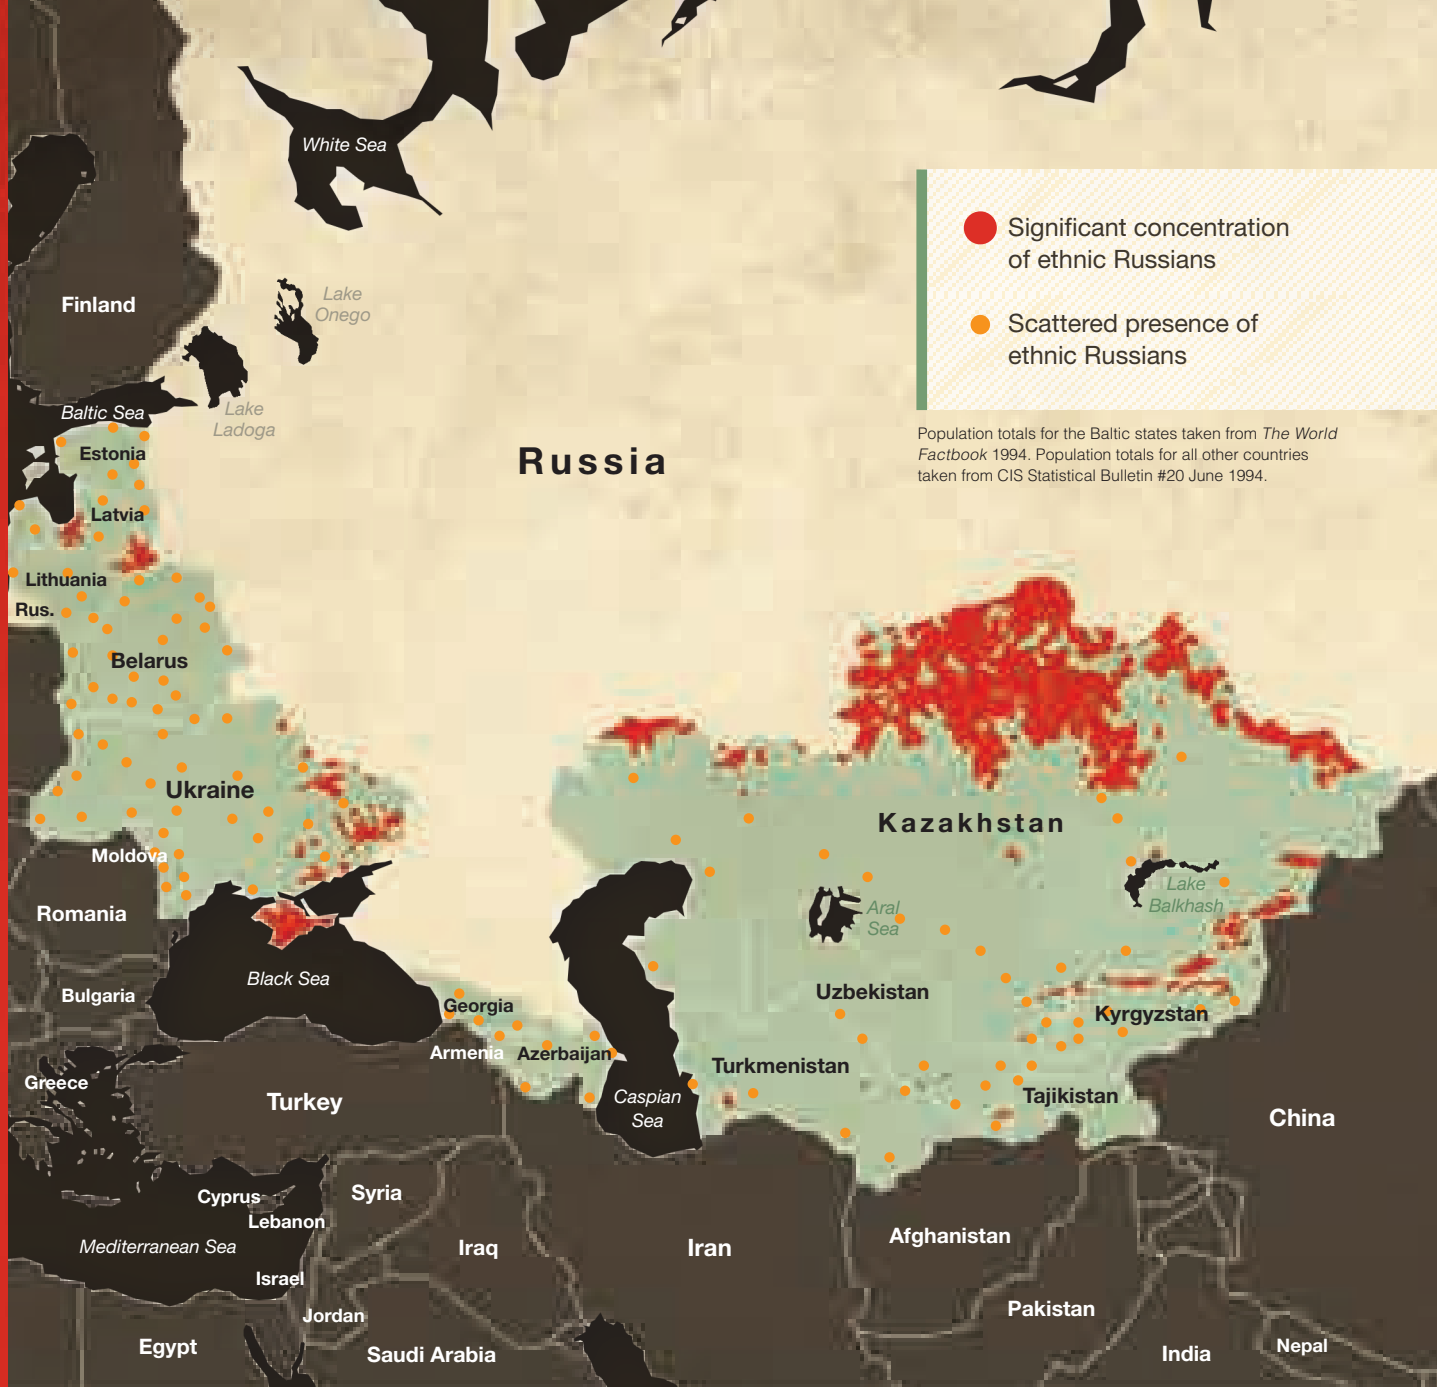 White Sea
Significant concentration
of ethnic Russians
Scattered presence of
ethnic Russians
Finland
Lake
Onego
Lake
Ladoga
Baltic Sea
Population totals for the Baltic states taken from The World
Factbook 1994. Population totals for all other countries
taken from CIS Statistical Bulletin #20 June 1994.
Estonia
Russia
Latvia
Lithuania
Rus.
Belarus
Ukraine
Kazakhstan
Moldova
Lake
Balkhash
Romania
Aral
Sea
Black Sea
Bulgaria
Uzbekistan
Georgia
Kyrgyzstan
Armenia
Azerbaijan
Turkmenistan
Greece
Turkey
Caspian
Sea
Tajikistan
China
Cyprus
Syria
Lebanon
Mediterranean Sea
Iraq
Iran
Afghanistan
Israel
Jordan
Pakistan
Egypt
Saudi Arabia
India
Nepal